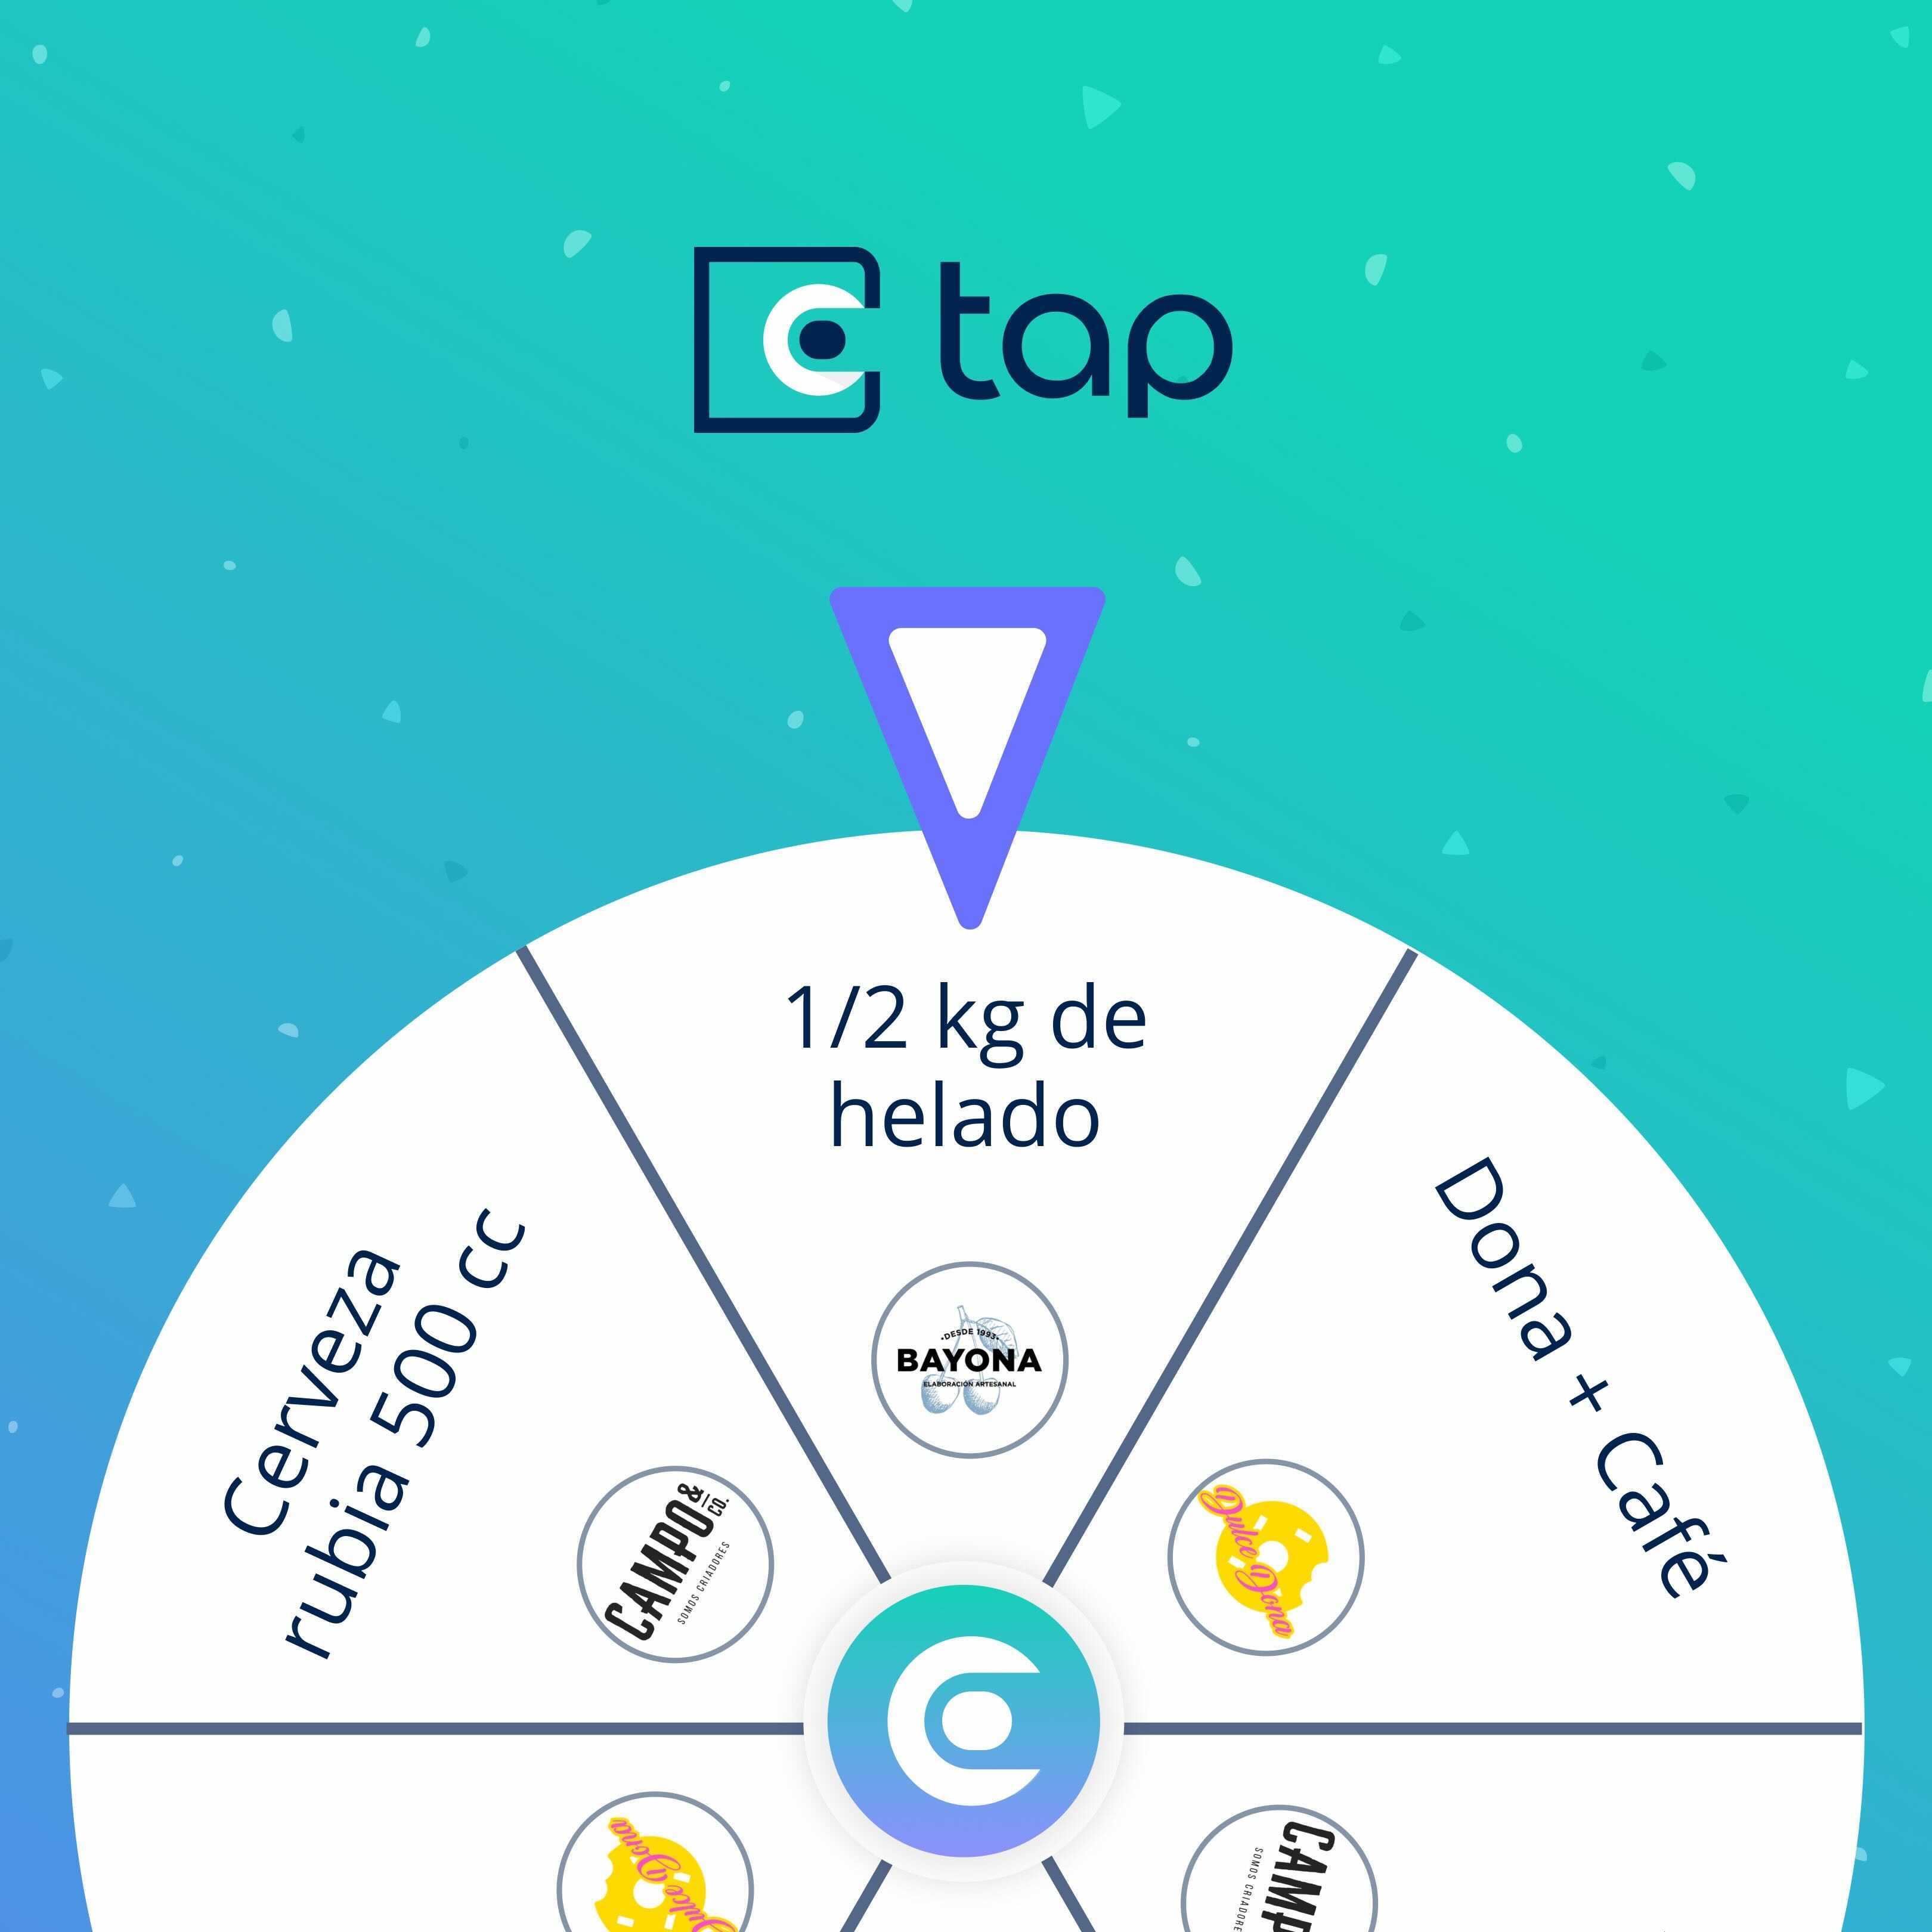 tap
1/2 kg de
helado
•DESDE 1993•
BAYONA
ELABORACIÓN ARTESANAL
Cerveza
rubia 500 cc
CAMPO &
CO.
SOMOS CRIADORES
Dona + Café
Dulce Dona
Dulce Dona
CAMP
SOMOS CRIADORE